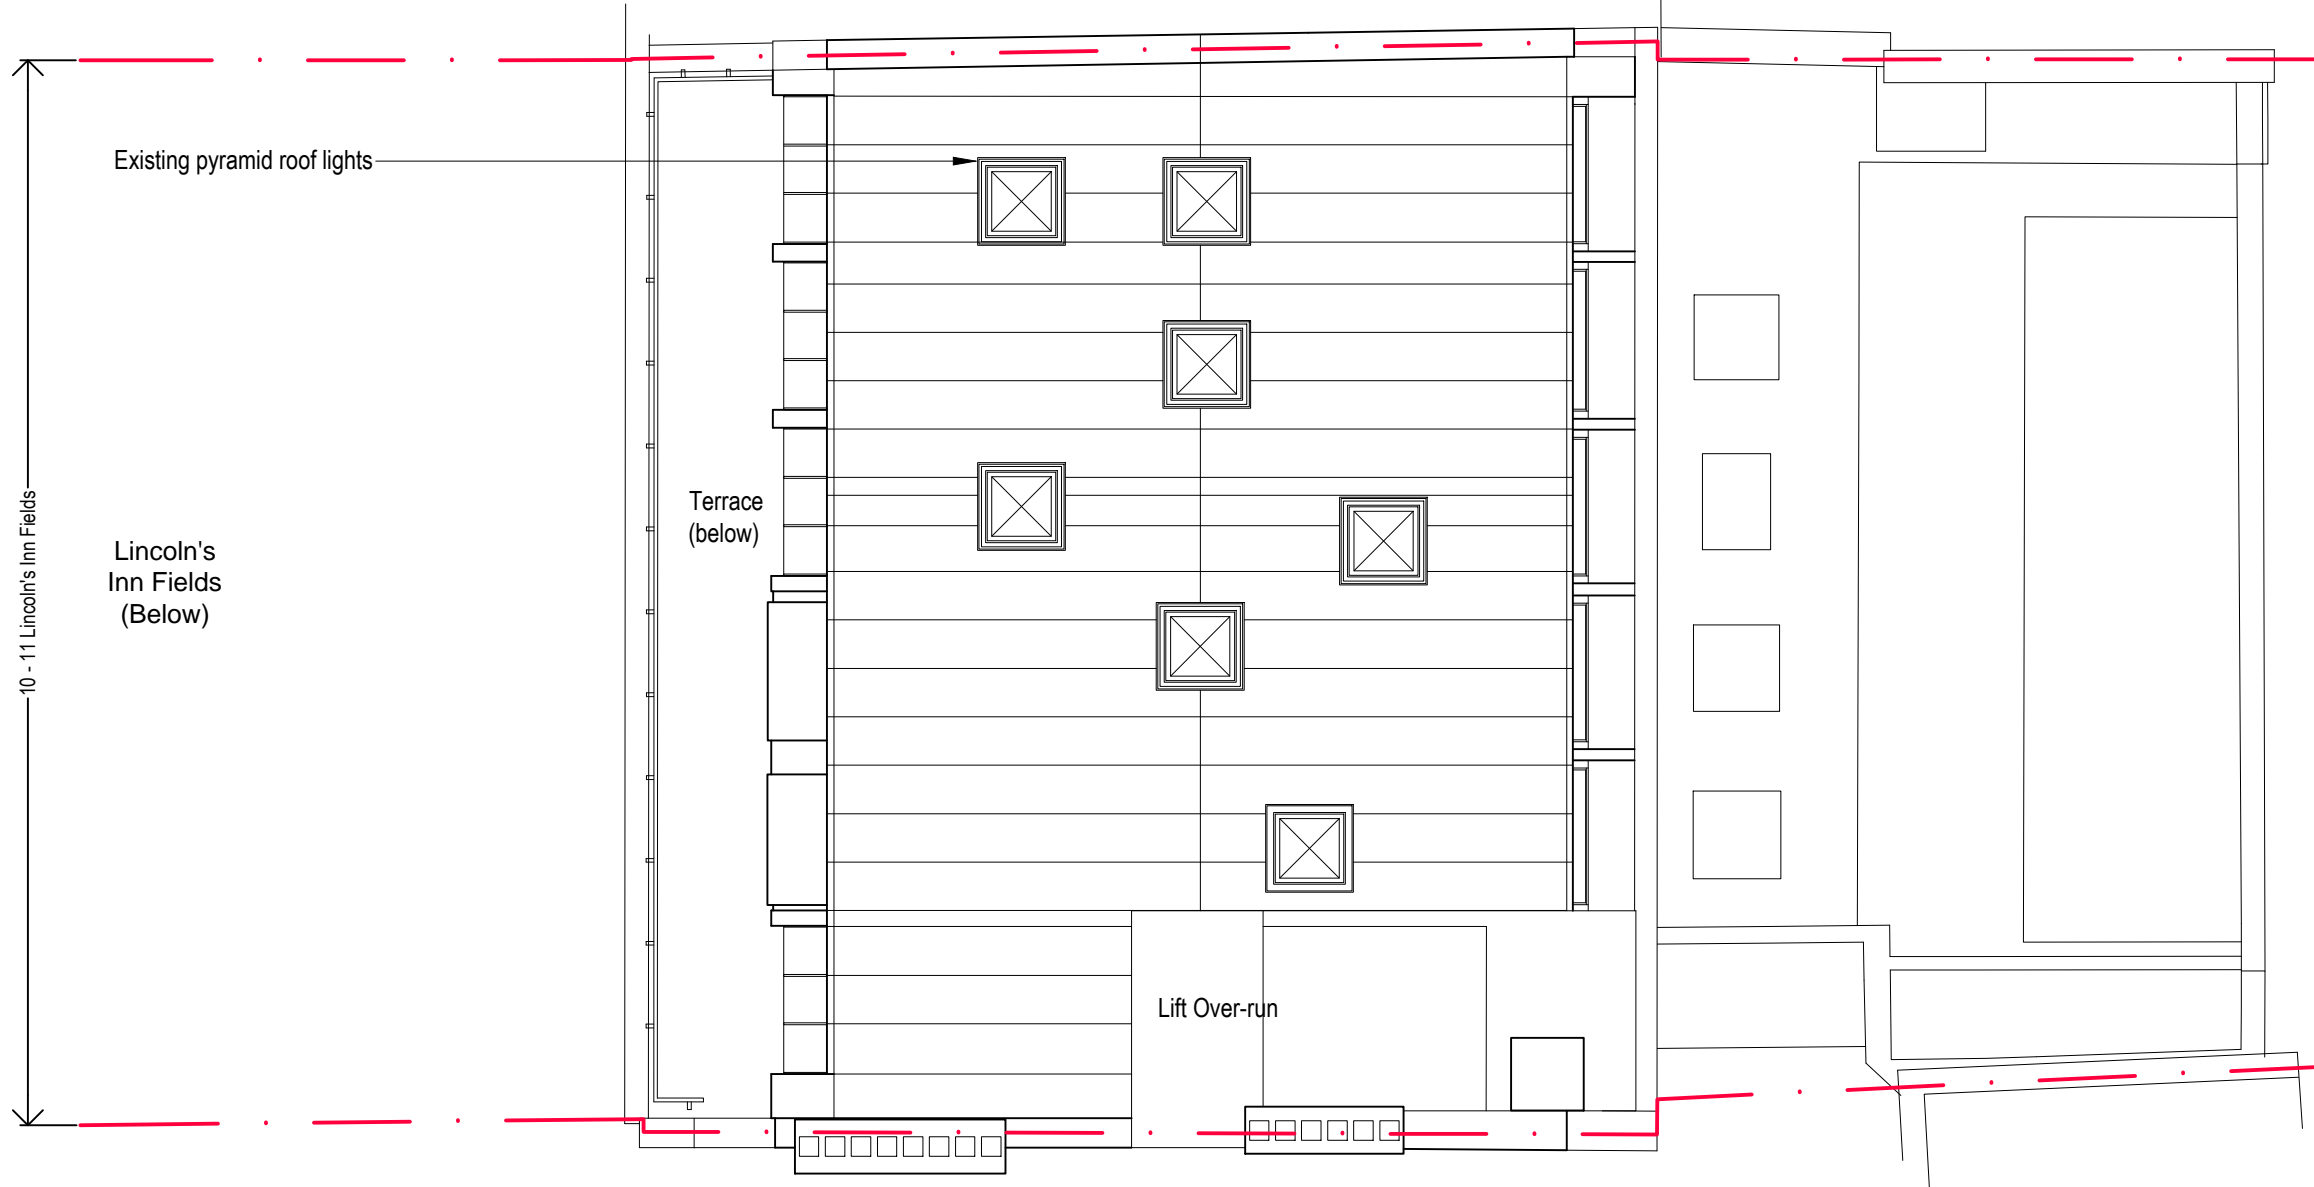 Existing pyramid roof lights
Terrace
(below)
10 - 11 Lincoln's Inn Fields
Lincoln's
Inn Fields
(Below)
Lift Over-run